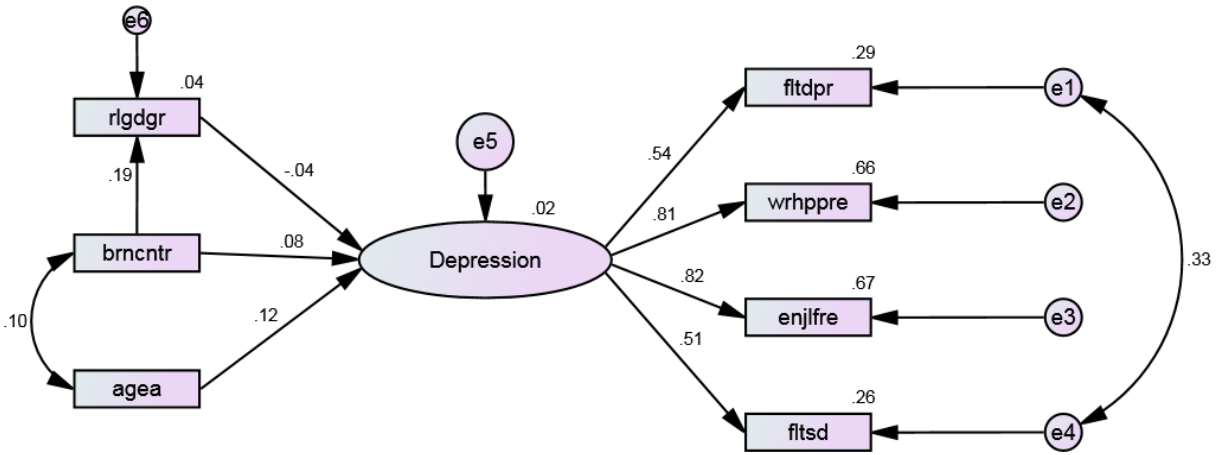 e6
.04
rlgdgr
.19
-.04
brncntr
.08
.10
.12
agea
e5
.02
Depression
.54
.81
.82
.51
.29
fltdpr
e1
.66
wrhppre
e2
.67
enjlfre
e3
.26
fltsd
e4
.33